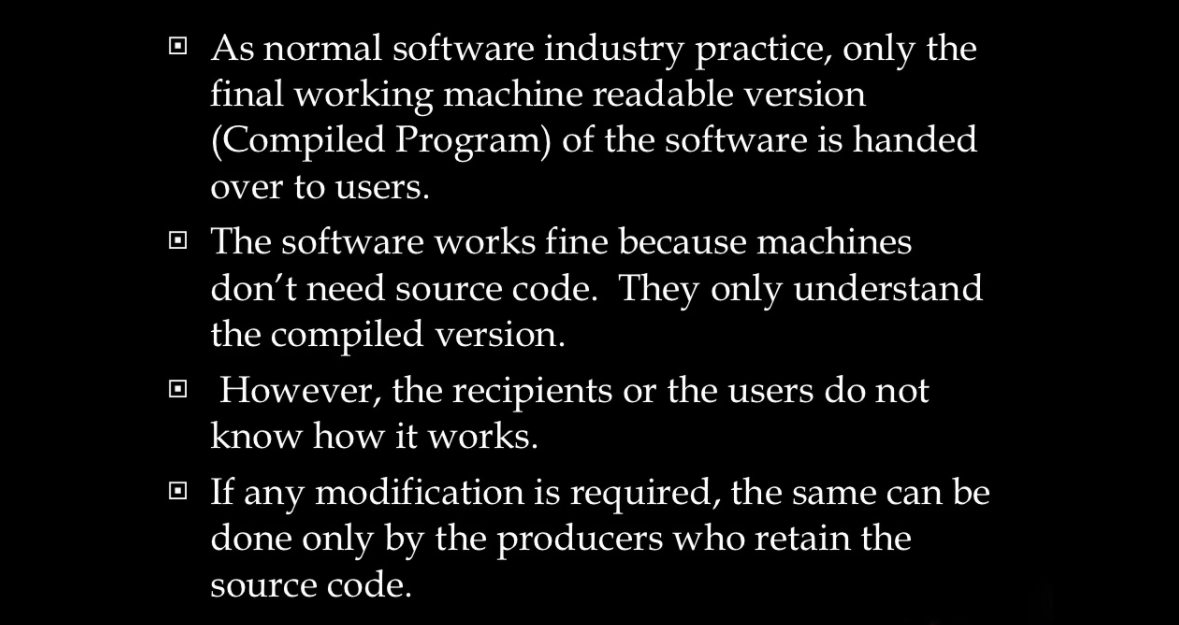 As normal software industry practice, only the
final working machine readable version
(Compiled Program) of the software is handed
over to users.
The software works fine because machines
don’t need source code.  They only understand
the compiled version.
However, the recipients or the users do not
know how it works.
If any modification is required, the same can be
done only by the producers who retain the
source code.